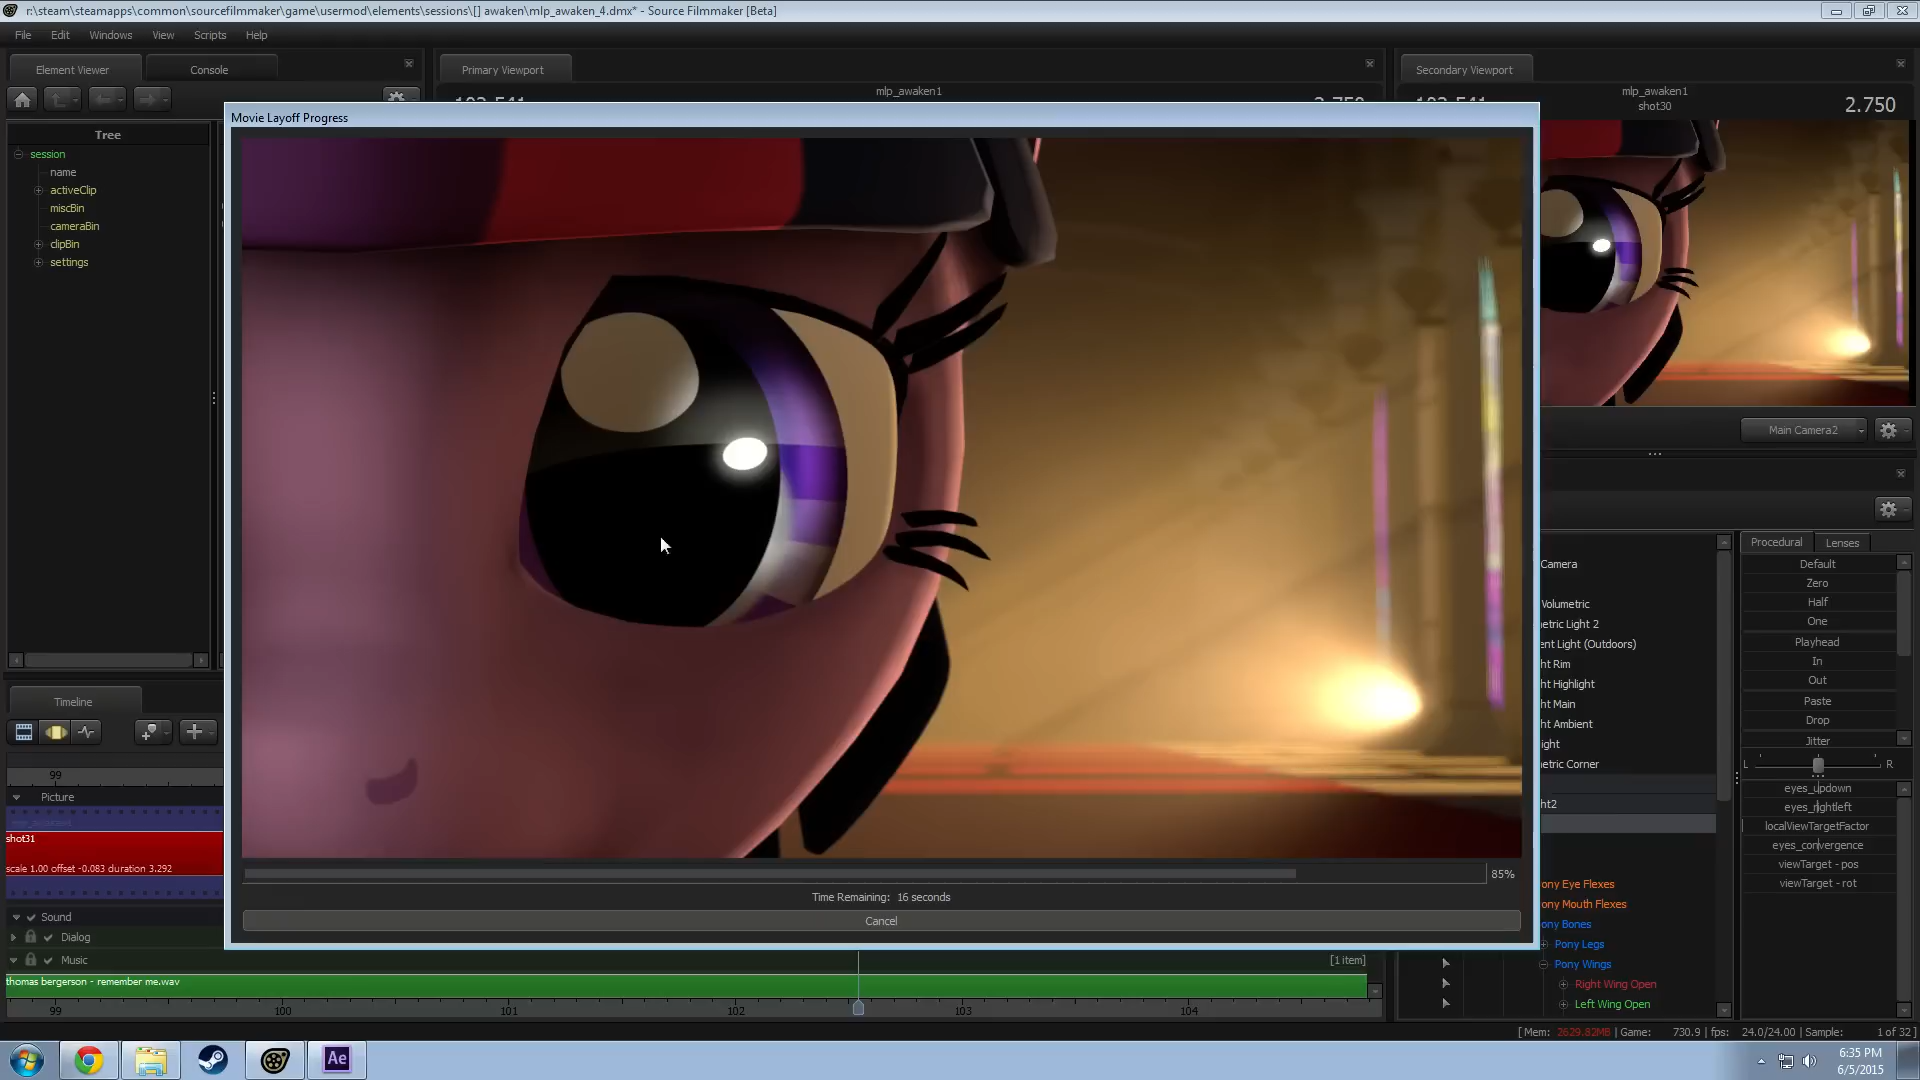 r:\steam\steamapps\common\sourcefilmmaker\game\usermod\elements\sessions\[] awaken\mlp_awaken_4.dmx* - Source Filmmaker [Beta]
File Edit Windows View Scripts Help
Element Viewer Console Primary Viewport Secondary Viewport
mlp_awaken1
mlp_awaken1
shot30
2.750
Movie Layoff Progress
Tree
session
name
activeClip
miscBin
cameraBin
clipBin
settings
Main Camera2
Procedural Lenses
Default
Zero
Half
One
Playhead
In
Out
Paste
Drop
Jitter
L R
eyes_updown
eyes_rightleft
localViewTargetFactor
eyes_convergence
viewTarget - pos
viewTarget - rot
Camera
Volumetric
etric Light 2
ent Light (Outdoors)
ht Rim
ht Highlight
ht Main
ht Ambient
ight
metric Corner
ht2
ony Eye Flexes
ony Mouth Flexes
ony Bones
Pony Legs
Pony Wings
Right Wing Open
Left Wing Open
85%
Time Remaining: 16 seconds
Cancel
Timeline
99
Picture
shot31
scale 1.00 offset -0.083 duration 3.292
Sound
Dialog
Music [1 item]
thomas bergerson - remember me.wav
99 100 101 102 103 104
[ Mem: 2629.82MB | Game: 730.9 | fps: 24.0/24.00 | Sample: 1 of 32 ]
Ae
6:35 PM
6/5/2015